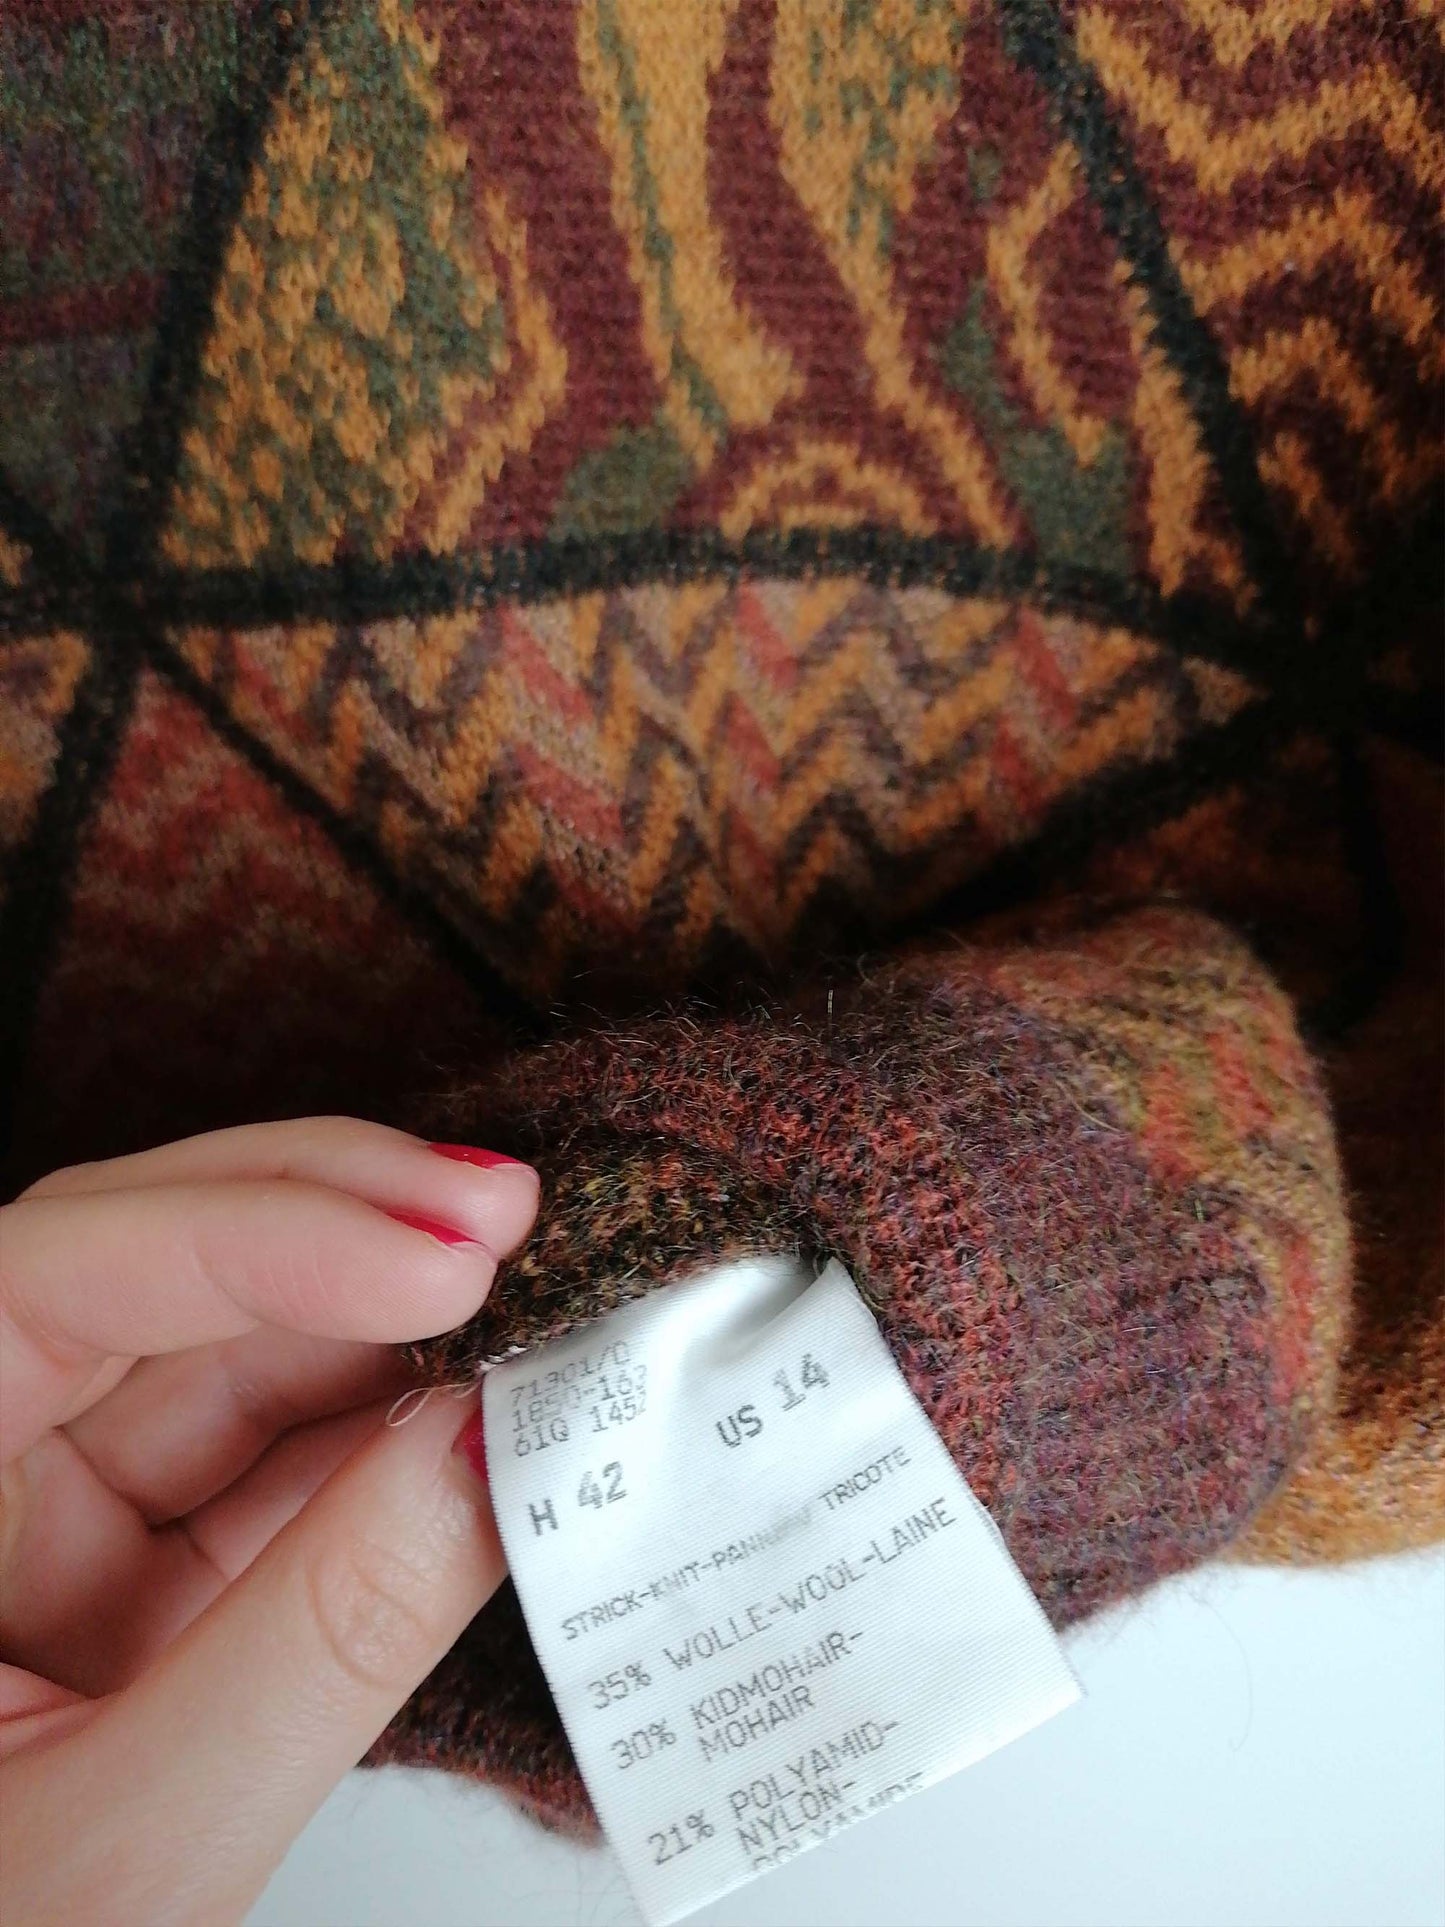 71301/0
1850-163
61Q 1452
H 42 US 14
STRICK-KNIT- TRICOTE
35% WOLLE-WOOL-LAINE
30% KIDMOHAIR-
MOHAIR
21% POLYAMID-
NYLON-
POLYAMIDE